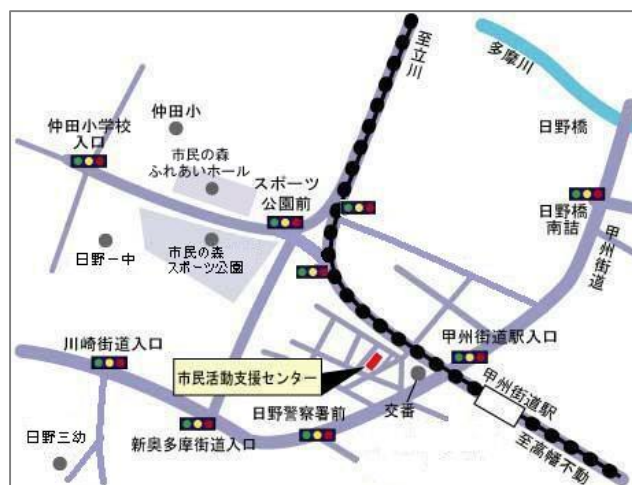 至立川
多摩川
仲田小
日野橋
仲田小学校
入口
市民の森
ふれあいホール
スポーツ
公園前
日野橋
南詰
甲州街道
日野一中
市民の森
スポーツ公園
川崎街道入口
甲州街道駅入口
市民活動支援センター
甲州街道駅
交番
日野警察署前
日野三幼
新奥多摩街道入口
至高幡不動